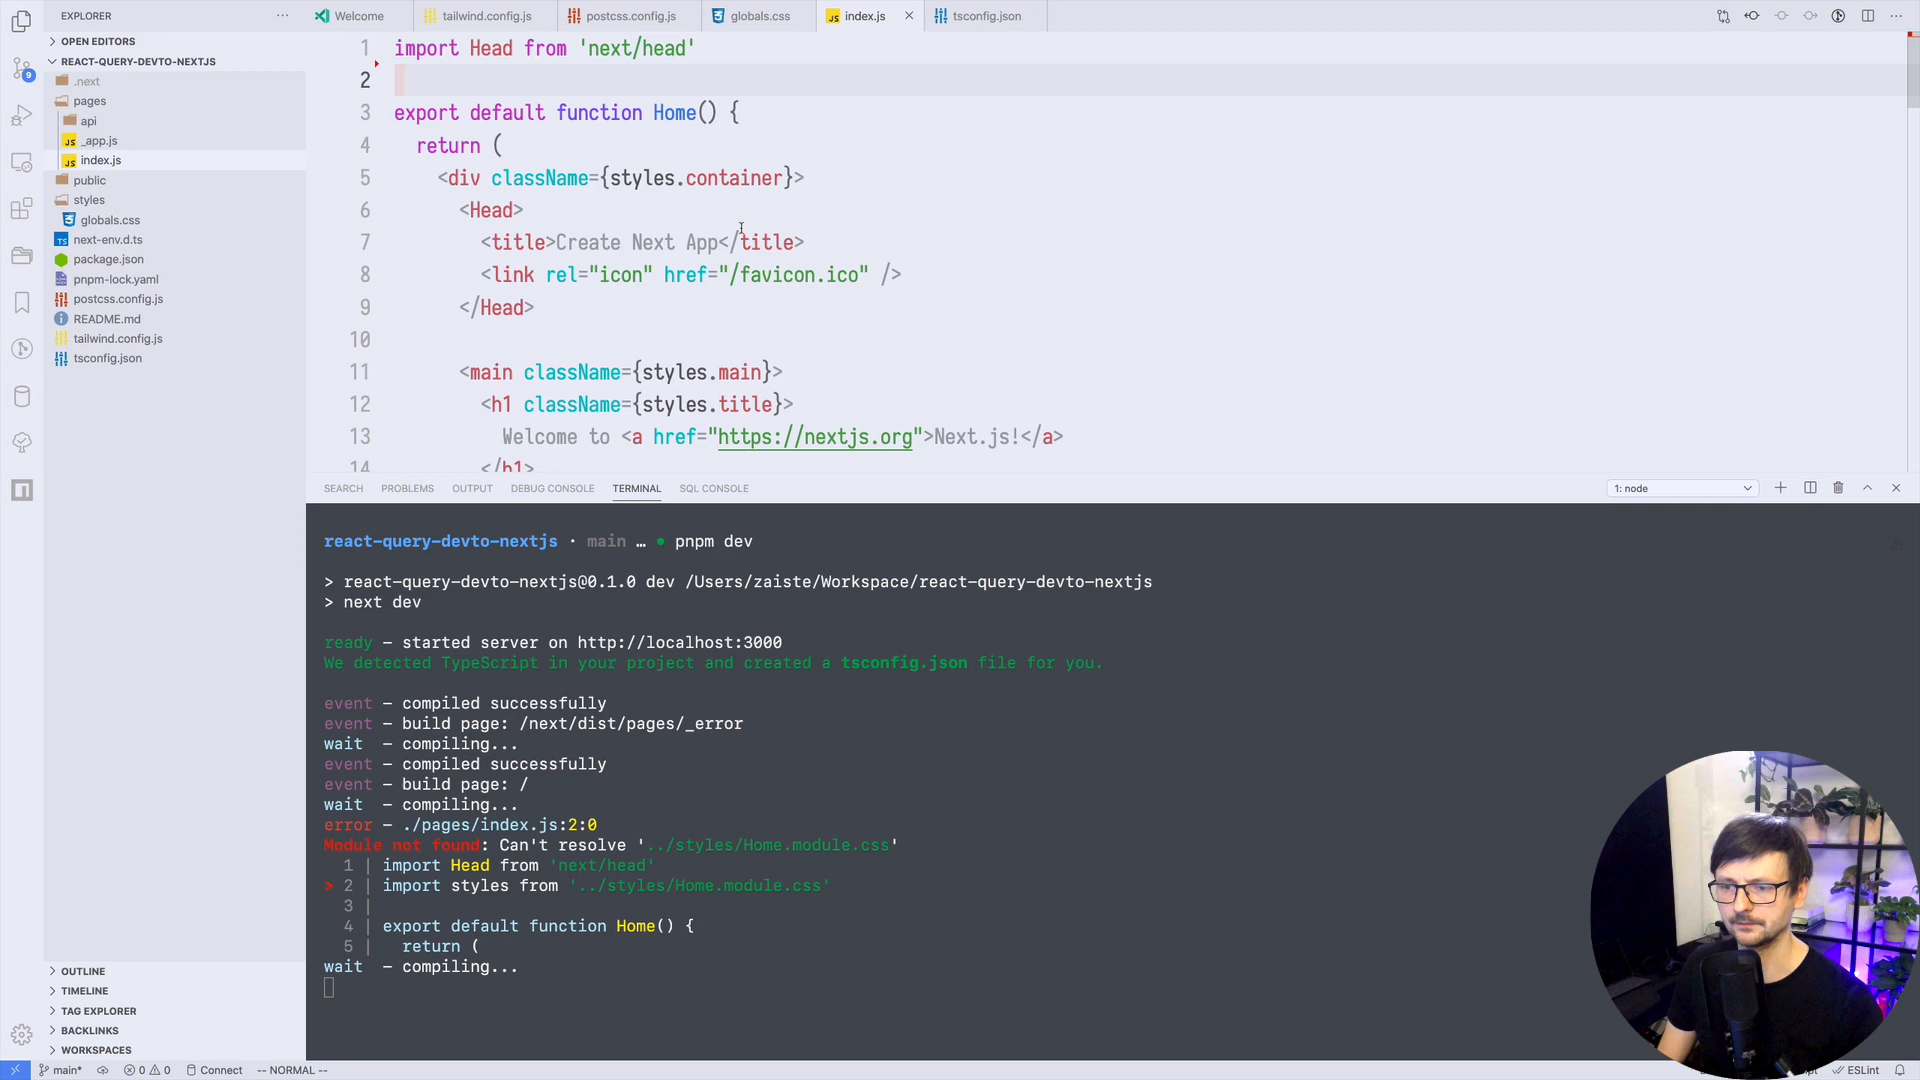 EXPLORER
OPEN EDITORS
REACT-QUERY-DEVTO-NEXTJS
.next
pages
api
JS _app.js
JS index.js
public
styles
globals.css
TS next-env.d.ts
package.json
pnpm-lock.yaml
postcss.config.js
README.md
tailwind.config.js
tsconfig.json
OUTLINE
TIMELINE
TAG EXPLORER
BACKLINKS
WORKSPACES
9
Welcome
tailwind.config.js
postcss.config.js
globals.css
JS index.js
tsconfig.json
1 import Head from 'next/head'
2
3 export default function Home() {
4 return (
5 <div className={styles.container}>
6 <Head>
7 <title>Create Next App</title>
8 <link rel="icon" href="/favicon.ico" />
9 </Head>
10
11 <main className={styles.main}>
12 <h1 className={styles.title}>
13 Welcome to <a href="https://nextjs.org">Next.js!</a>
14 </h1>
SEARCH PROBLEMS OUTPUT DEBUG CONSOLE TERMINAL SQL CONSOLE
1: node
react-query-devto-nextjs · main … ● pnpm dev
> react-query-devto-nextjs@0.1.0 dev /Users/zaiste/Workspace/react-query-devto-nextjs
> next dev
ready – started server on http://localhost:3000
We detected TypeScript in your project and created a tsconfig.json file for you.
event – compiled successfully
event – build page: /next/dist/pages/_error
wait – compiling...
event – compiled successfully
event – build page: /
wait – compiling...
error – ./pages/index.js:2:0
Module not found: Can't resolve '../styles/Home.module.css'
1 | import Head from 'next/head'
> 2 | import styles from '../styles/Home.module.css'
3 |
4 | export default function Home() {
5 | return (
wait – compiling...
main* 0 0 Connect -- NORMAL -- ESLint